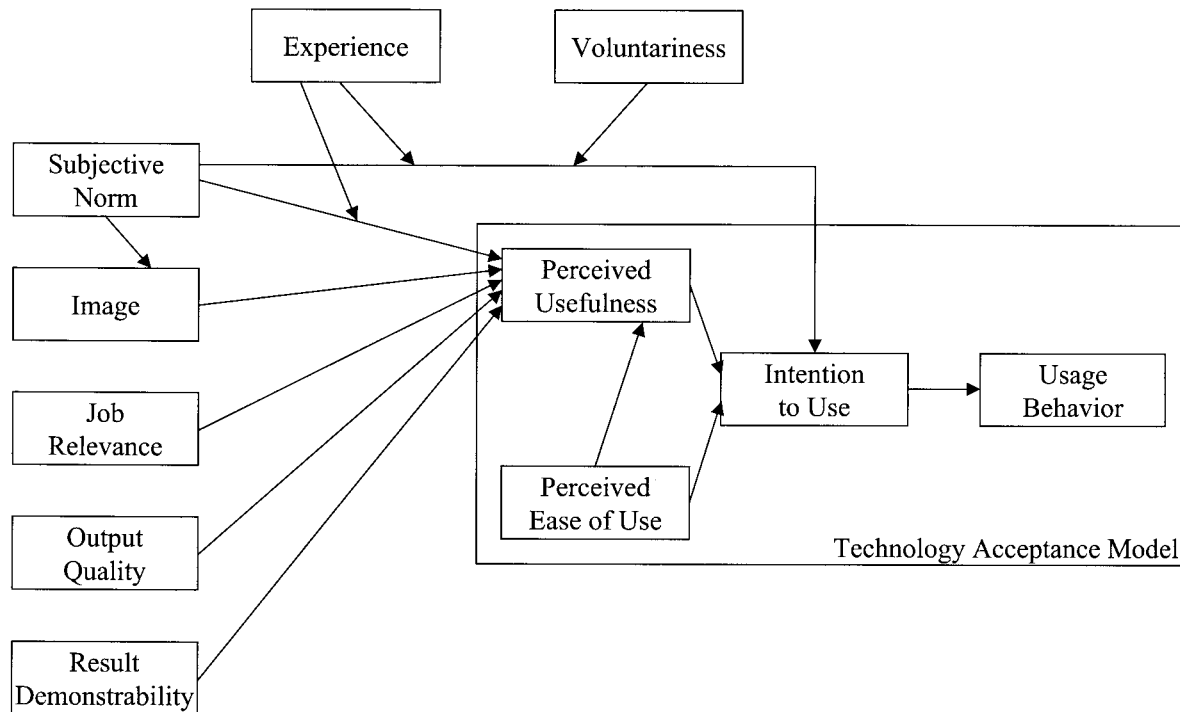 Experience
Voluntariness
Subjective
Norm
Image
Job
Relevance
Output
Quality
Result
Demonstrability
Perceived
Usefulness
Perceived
Ease of Use
Intention
to Use
Usage
Behavior
Technology Acceptance Model